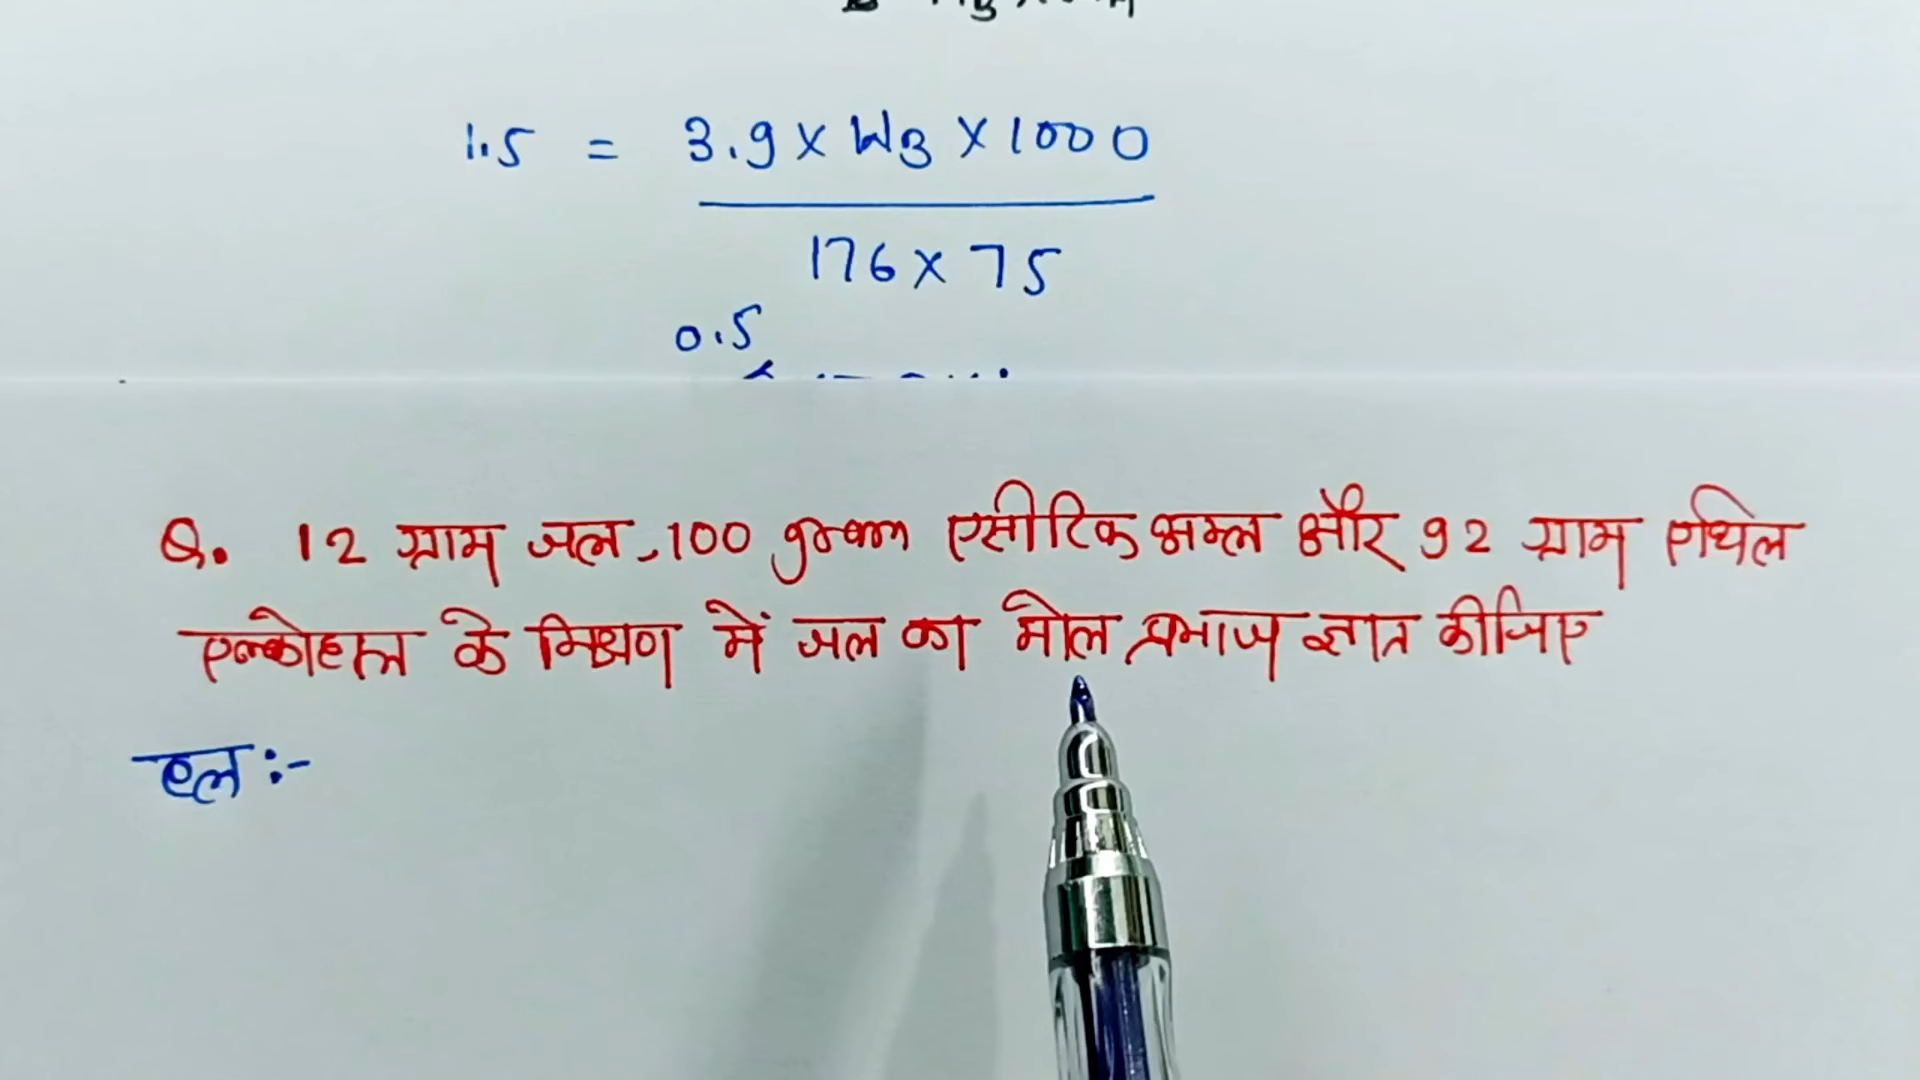 1.5 = 3.9 x W3 x 1000
176 x 75
0.5
Q. 12 ग्राम जल, 100 gram एसीटिक अम्ल और 92 ग्राम एथिल
एल्कोहल के मिश्रण में जल का मोल प्रभाज ज्ञात कीजिए
हल :-